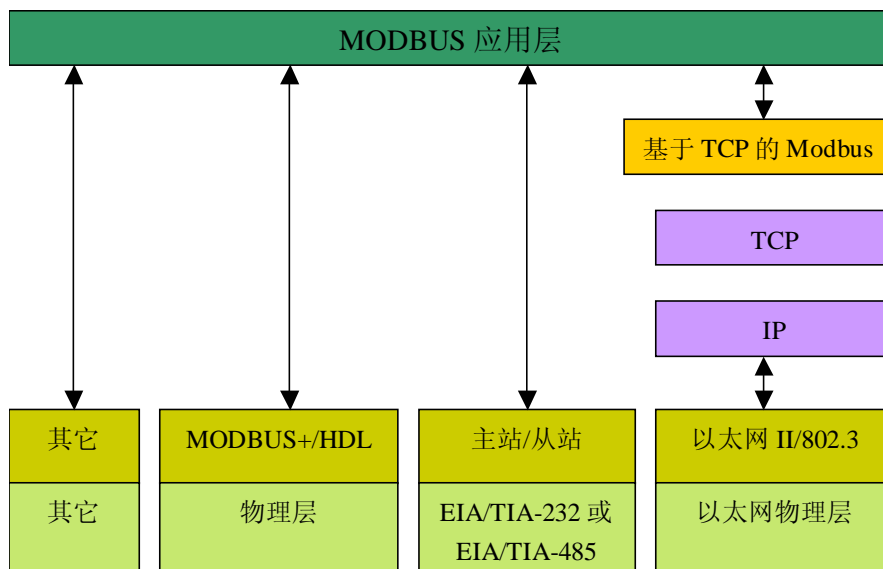 MODBUS 应用层
基于 TCP 的 Modbus
TCP
IP
其它
MODBUS+/HDL
主站/从站
以太网 II/802.3
其它
物理层
EIA/TIA-232 或
EIA/TIA-485
以太网物理层